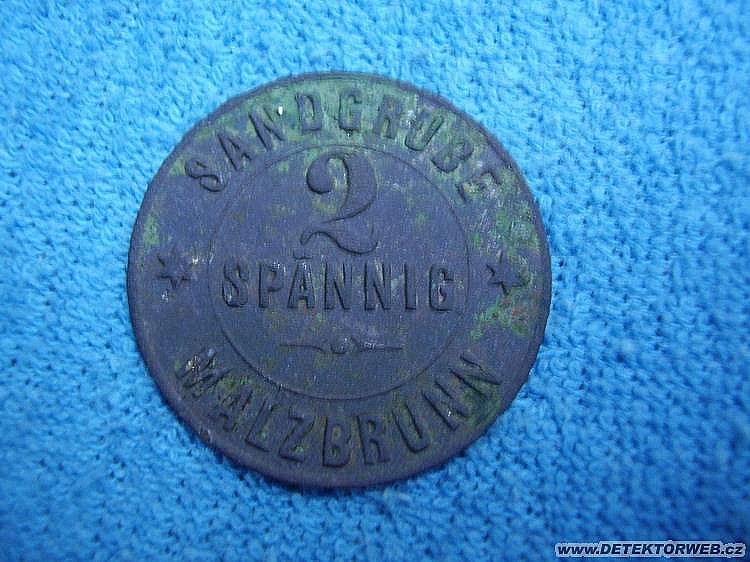 SANDGRUBE
2
SPÄNNIG
MALZBRUNN
www.DETEKTORWEB.cz